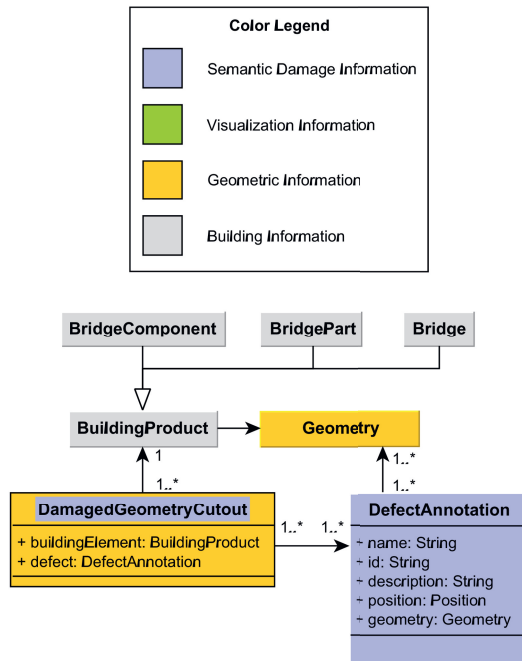 Color Legend
Semantic Damage Information
Visualization Information
Geometric Information
Building Information
BridgeComponent
BridgePart
Bridge
BuildingProduct
Geometry
1
1..*
1..*
1..*
DamagedGeometryCutout
+ buildingElement: BuildingProduct
+ defect: DefectAnnotation
1..*
1..*
DefectAnnotation
+ name: String
+ id: String
+ description: String
+ position: Position
+ geometry: Geometry